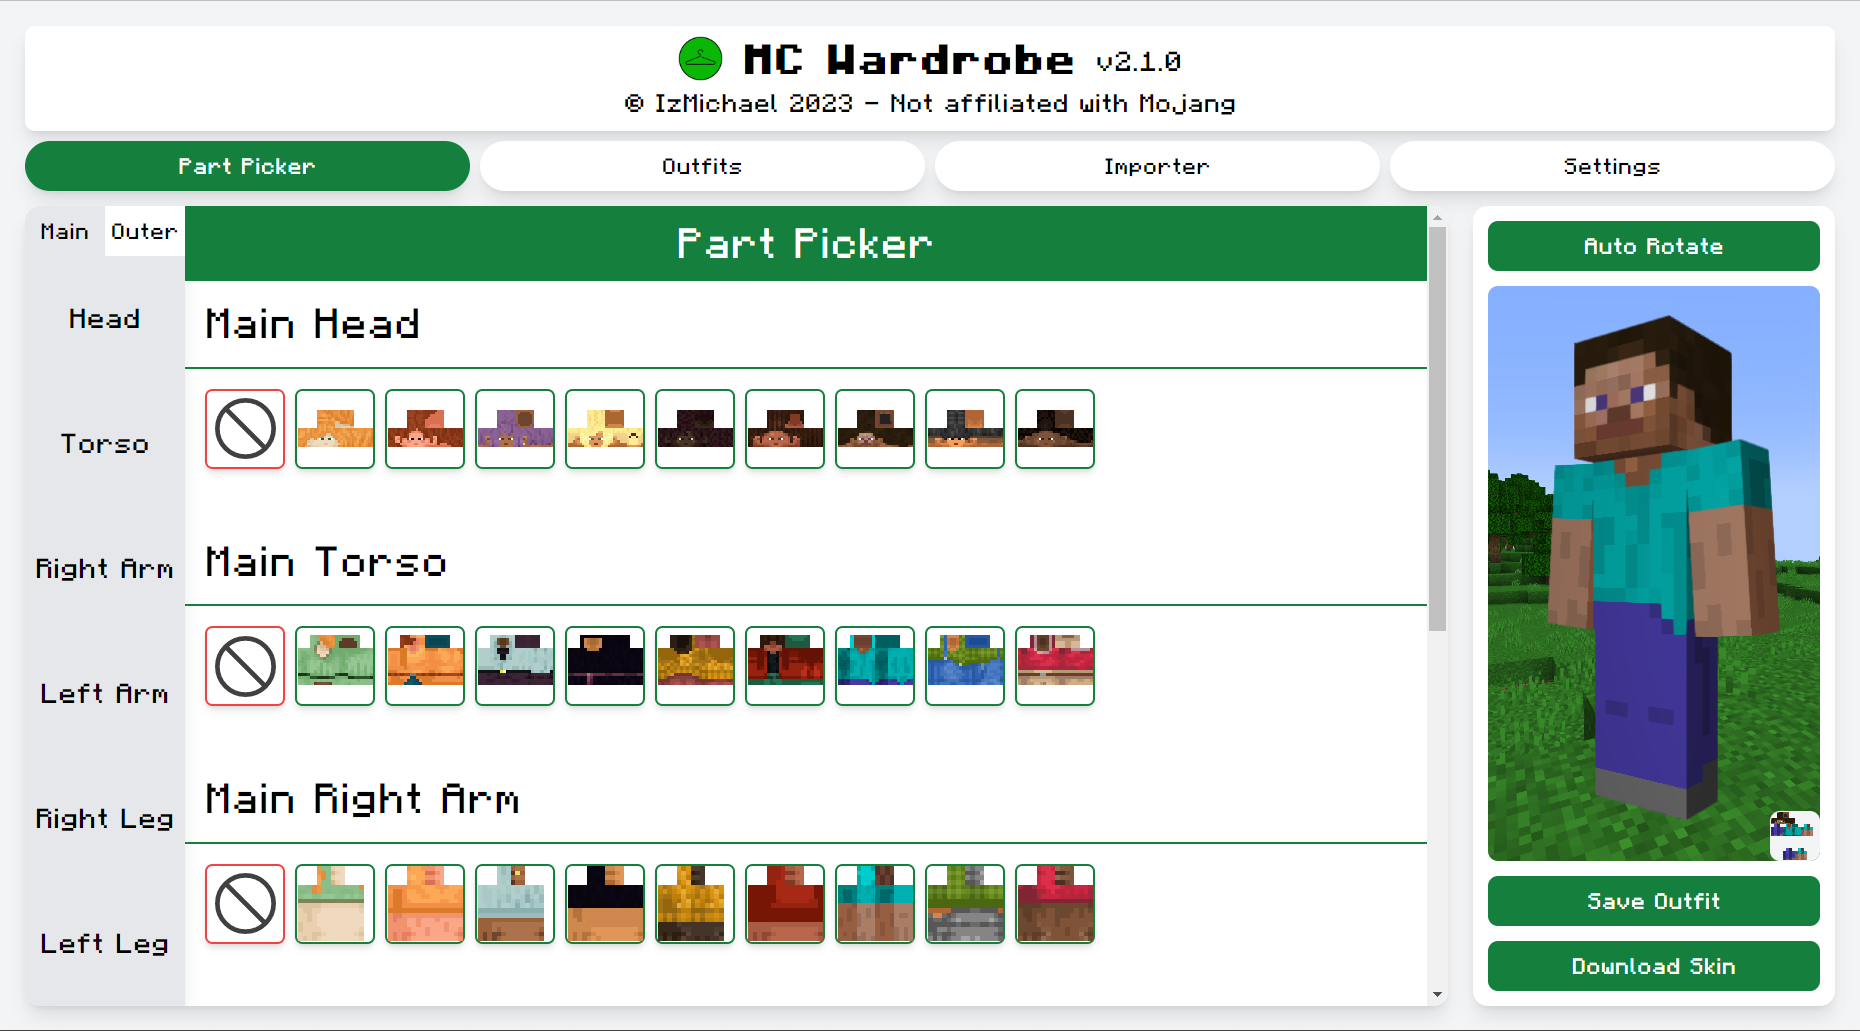 MC Wardrobe v2.1.0
© IzMichael 2023 - Not affiliated with Mojang
Part Picker
Outfits
Importer
Settings
Main
Outer
Head
Torso
Right Arm
Left Arm
Right Leg
Left Leg
Part Picker
Main Head
Main Torso
Main Right Arm
Auto Rotate
Save Outfit
Download Skin